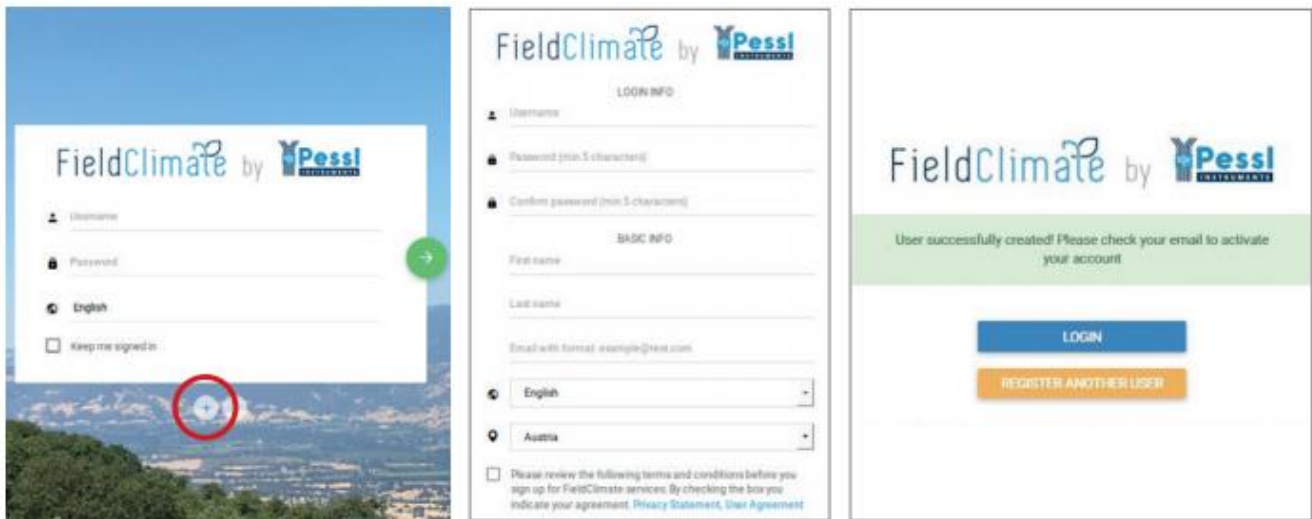 FieldClimate by Pessl
INSTRUMENTS
Username
Password
English
Keep me signed in
FieldClimate by Pessl
INSTRUMENTS
LOGIN INFO
Username
Password (min 5 characters)
Confirm password (min 5 characters)
BASIC INFO
First name
Last name
Email with format: example@test.com
English
Austria
Please review the following terms and conditions before you
sign up for FieldClimate services. By checking the box you
indicate your agreement. Privacy Statement, User Agreement
FieldClimate by Pessl
INSTRUMENTS
User successfully created! Please check your email to activate
your account
LOGIN
REGISTER ANOTHER USER